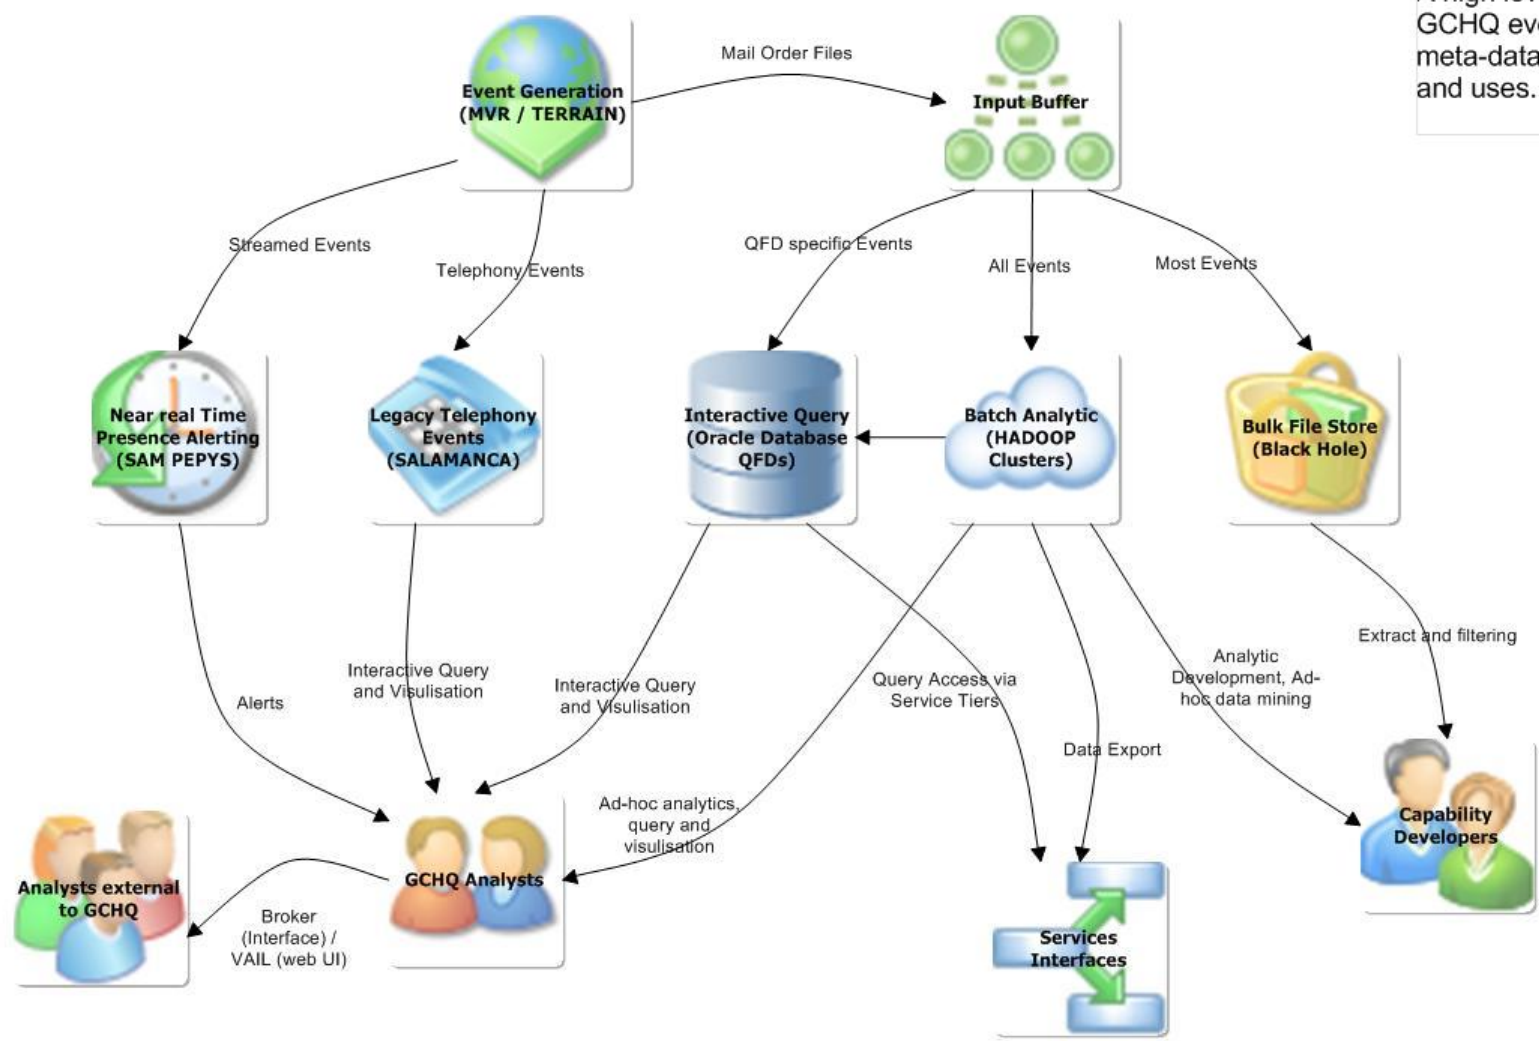 GCHQ eve
meta-data
and uses.
Mail Order Files
Event Generation
(MVR / TERRAIN)
Input Buffer
Streamed Events
Telephony Events
QFD specific Events
All Events
Most Events
Near real Time
Presence Alerting
(SAM PEPYS)
Legacy Telephony
Events
(SALAMANCA)
Interactive Query
(Oracle Database
QFDs)
Batch Analytic
(HADOOP
Clusters)
Bulk File Store
(Black Hole)
Alerts
Interactive Query
and Visulisation
Interactive Query
and Visulisation
Query Access via
Service Tiers
Data Export
Analytic
Development, Ad-
hoc data mining
Extract and filtering
Ad-hoc analytics,
query and
visulisation
Analysts external
to GCHQ
Broker
(Interface) /
VAIL (web UI)
GCHQ Analysts
Services
Interfaces
Capability
Developers